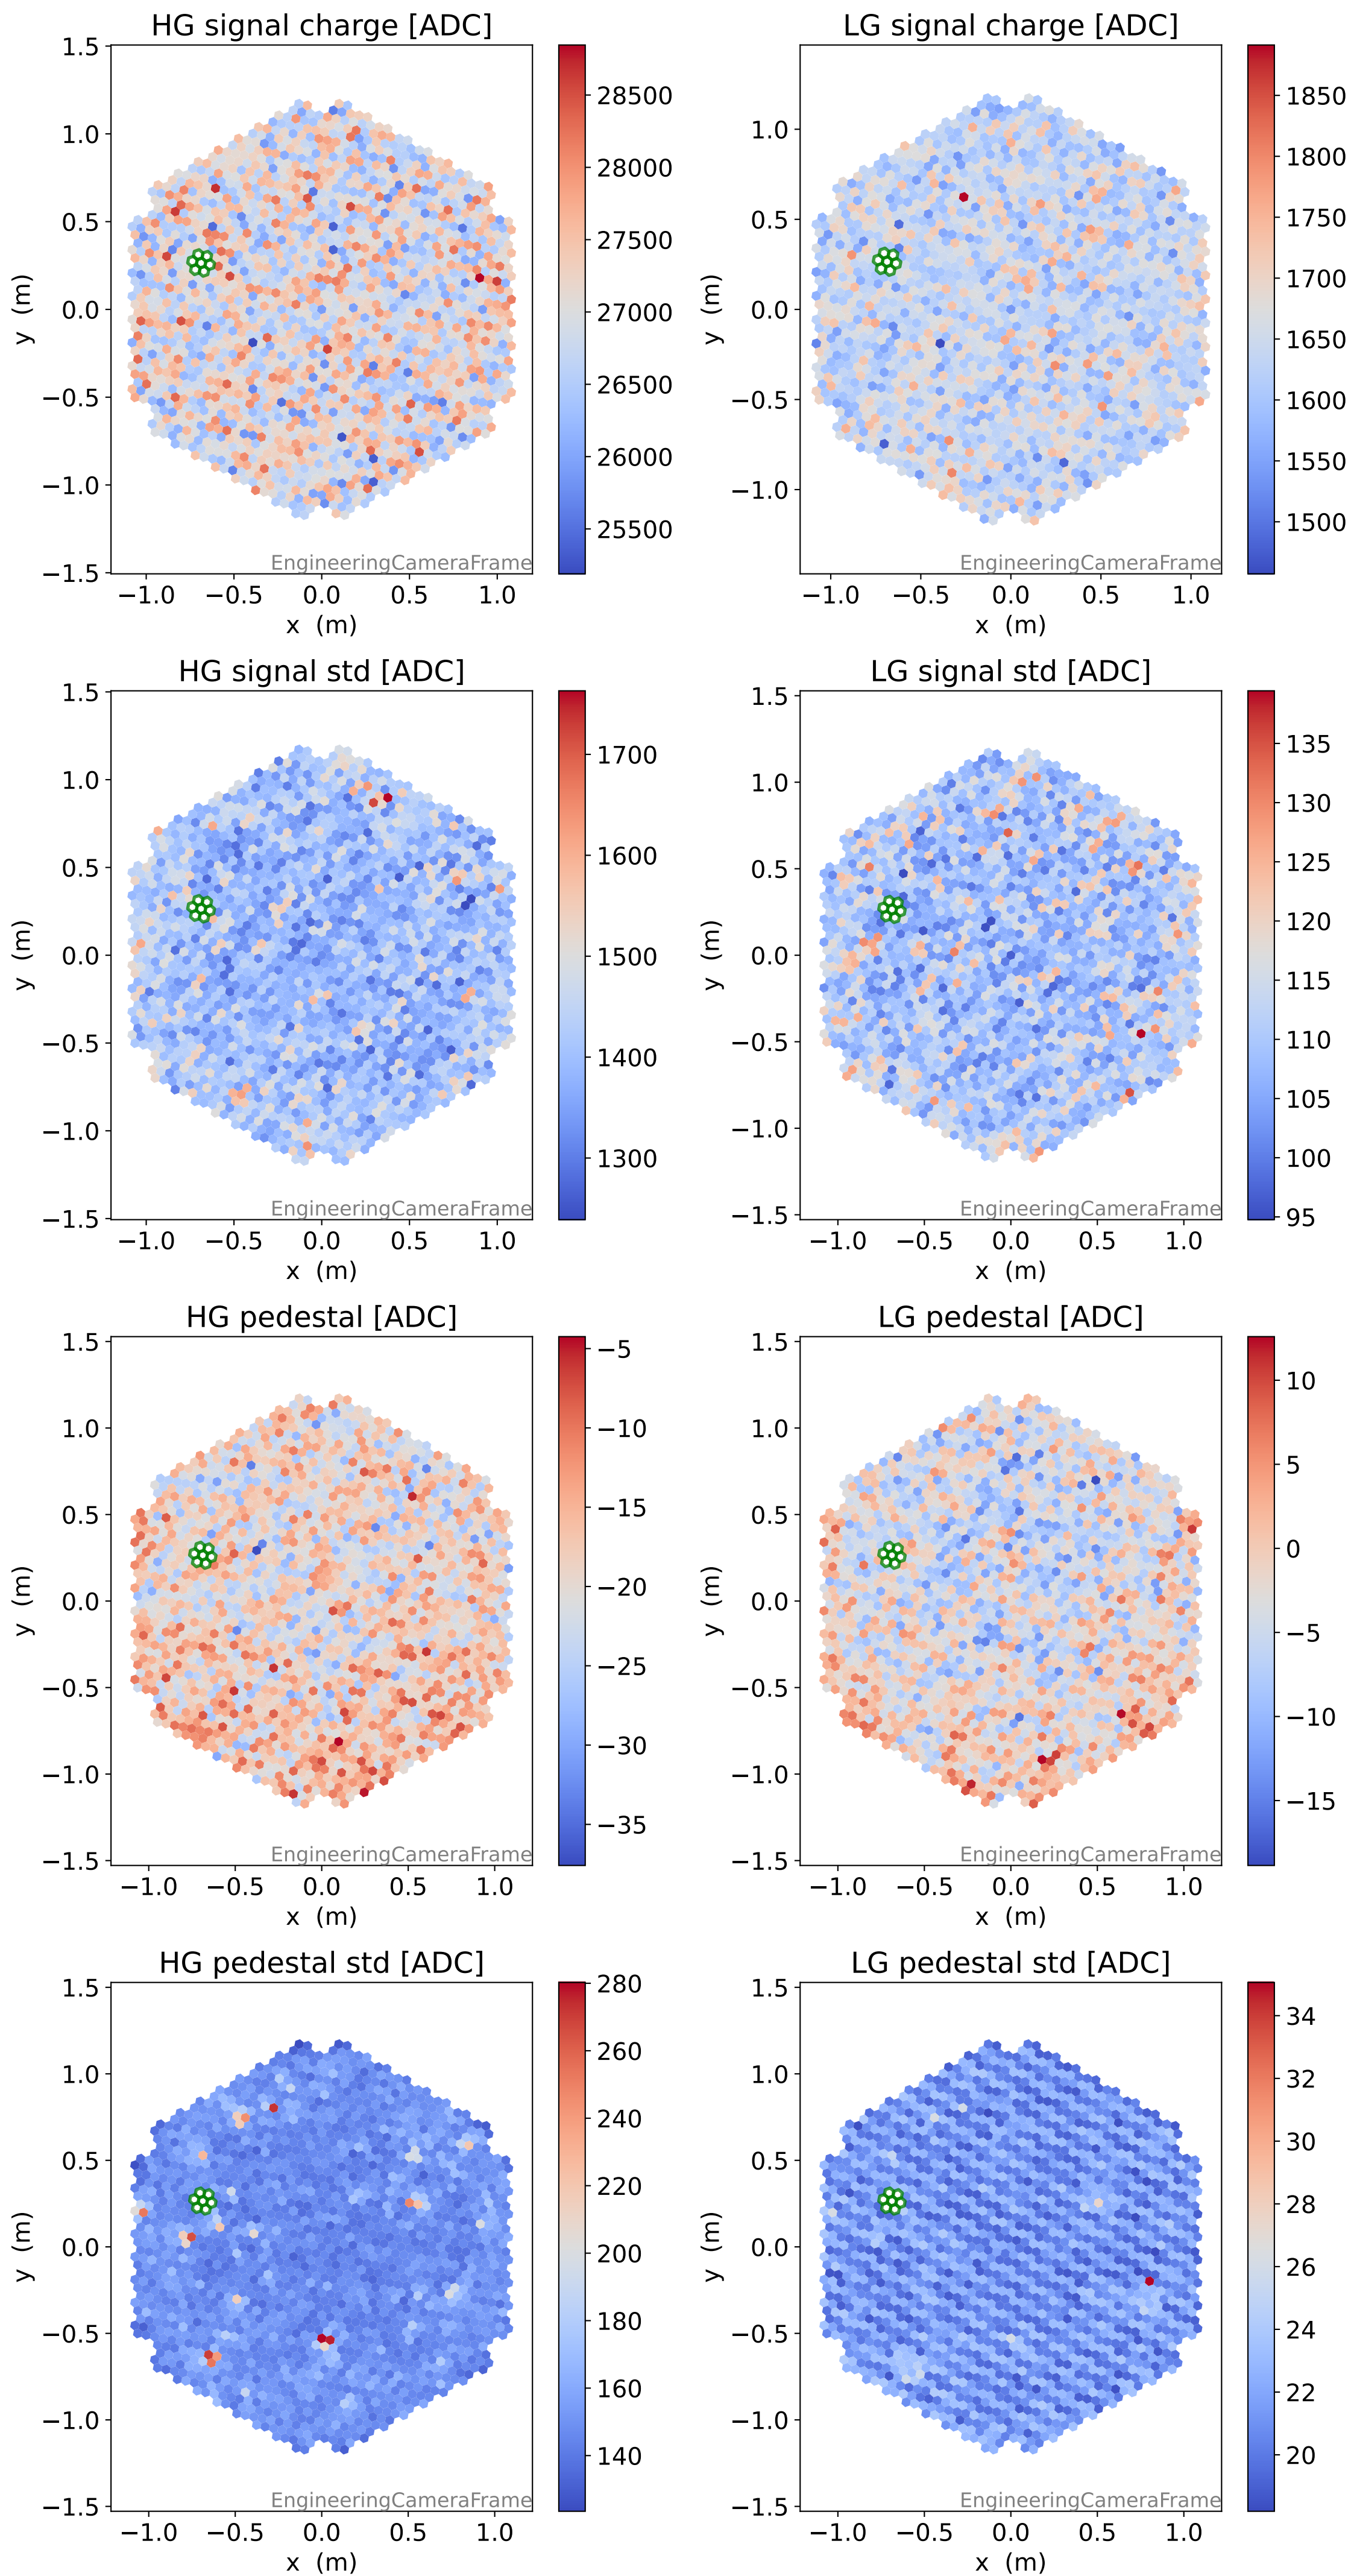 HG signal charge [ADC]
1.5
1.0
0.5
0.0
−0.5
−1.0
−1.5
y (m)
−1.0 −0.5 0.0 0.5 1.0
x (m)
EngineeringCameraFrame
28500
28000
27500
27000
26500
26000
25500
LG signal charge [ADC]
1.0
0.5
0.0
−0.5
−1.0
y (m)
−1.0 −0.5 0.0 0.5 1.0
x (m)
EngineeringCameraFrame
1850
1800
1750
1700
1650
1600
1550
1500
HG signal std [ADC]
1.5
1.0
0.5
0.0
−0.5
−1.0
−1.5
y (m)
−1.0 −0.5 0.0 0.5 1.0
x (m)
EngineeringCameraFrame
1700
1600
1500
1400
1300
LG signal std [ADC]
1.5
1.0
0.5
0.0
−0.5
−1.0
−1.5
y (m)
−1.0 −0.5 0.0 0.5 1.0
x (m)
EngineeringCameraFrame
135
130
125
120
115
110
105
100
95
HG pedestal [ADC]
1.5
1.0
0.5
0.0
−0.5
−1.0
−1.5
y (m)
−1.0 −0.5 0.0 0.5 1.0
x (m)
EngineeringCameraFrame
−5
−10
−15
−20
−25
−30
−35
LG pedestal [ADC]
1.5
1.0
0.5
0.0
−0.5
−1.0
−1.5
y (m)
−1.0 −0.5 0.0 0.5 1.0
x (m)
EngineeringCameraFrame
10
5
0
−5
−10
−15
HG pedestal std [ADC]
1.5
1.0
0.5
0.0
−0.5
−1.0
−1.5
y (m)
−1.0 −0.5 0.0 0.5 1.0
x (m)
EngineeringCameraFrame
280
260
240
220
200
180
160
140
LG pedestal std [ADC]
1.5
1.0
0.5
0.0
−0.5
−1.0
−1.5
y (m)
−1.0 −0.5 0.0 0.5 1.0
x (m)
EngineeringCameraFrame
34
32
30
28
26
24
22
20